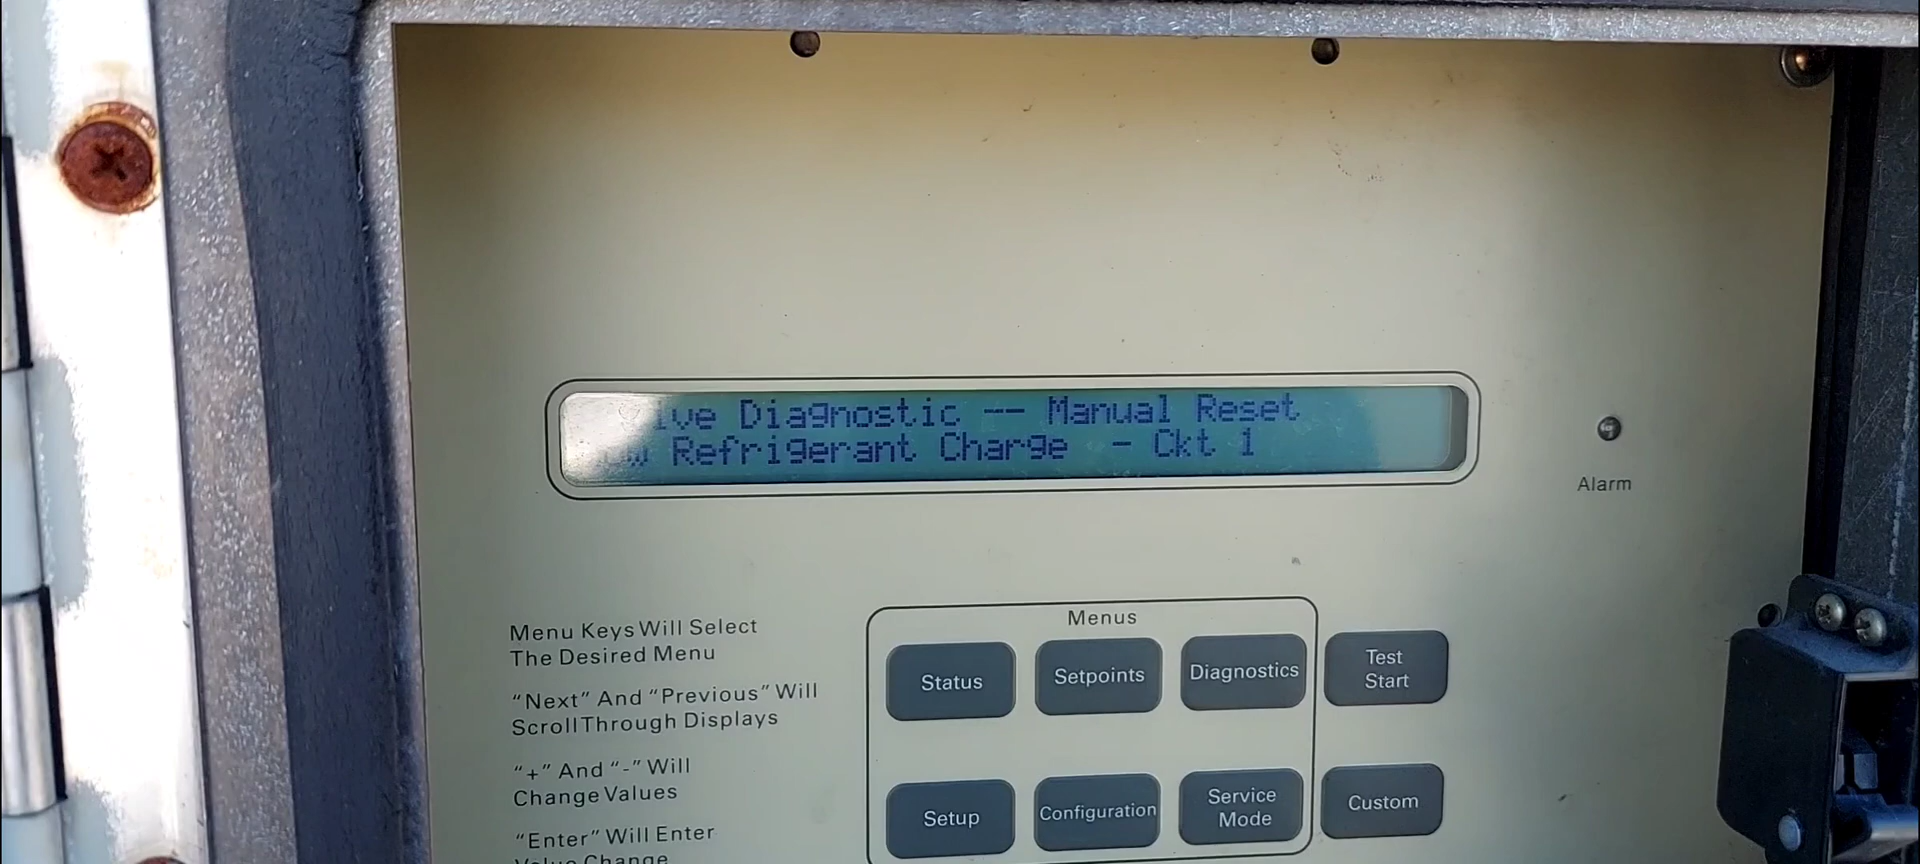 Diagnostic -- Manual Reset
Refrigerant Charge - Ckt 1
Alarm
Menu Keys Will Select
The Desired Menu
“Next” And “Previous” Will
Scroll Through Displays
“+” And “-” Will
Change Values
“Enter” Will Enter
Value Change
Menus
Status
Setpoints
Diagnostics
Test
Start
Setup
Configuration
Service
Mode
Custom